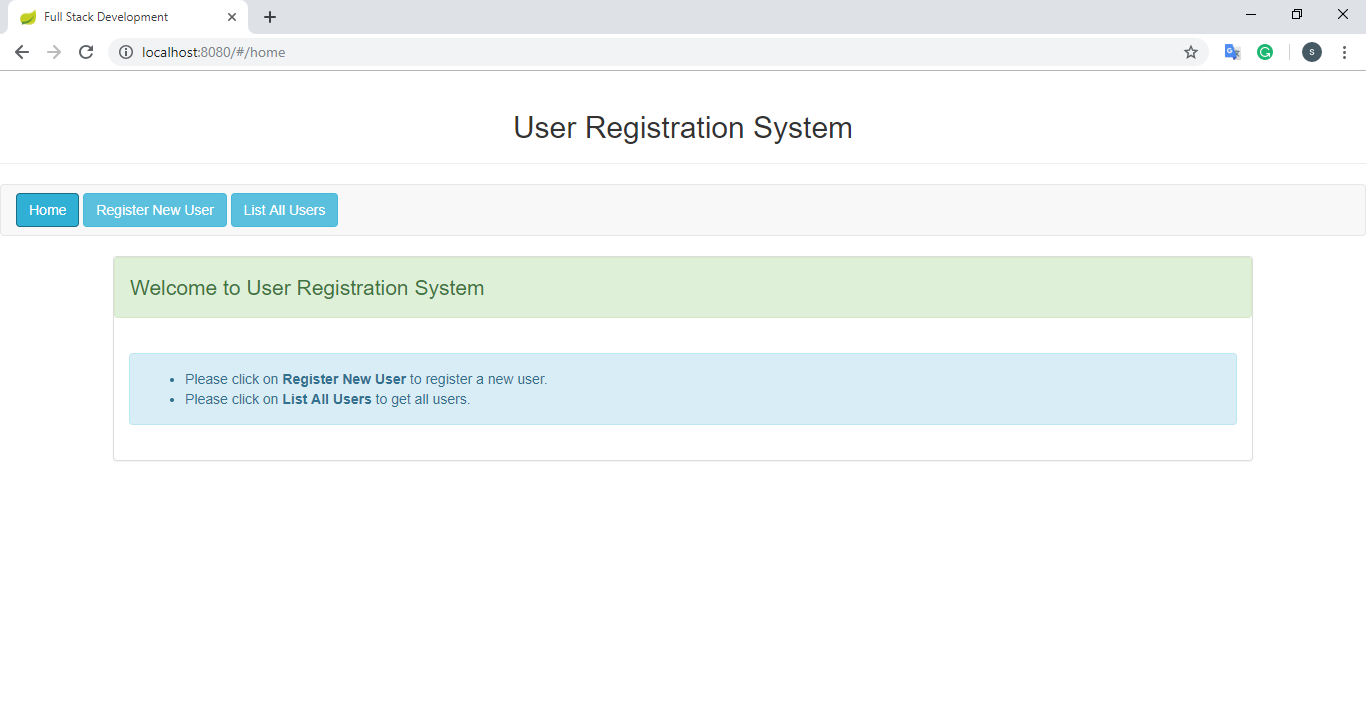 Full Stack Development
localhost:8080/#/home
S
User Registration System
Home Register New User List All Users
Welcome to User Registration System
• Please click on Register New User to register a new user.
• Please click on List All Users to get all users.